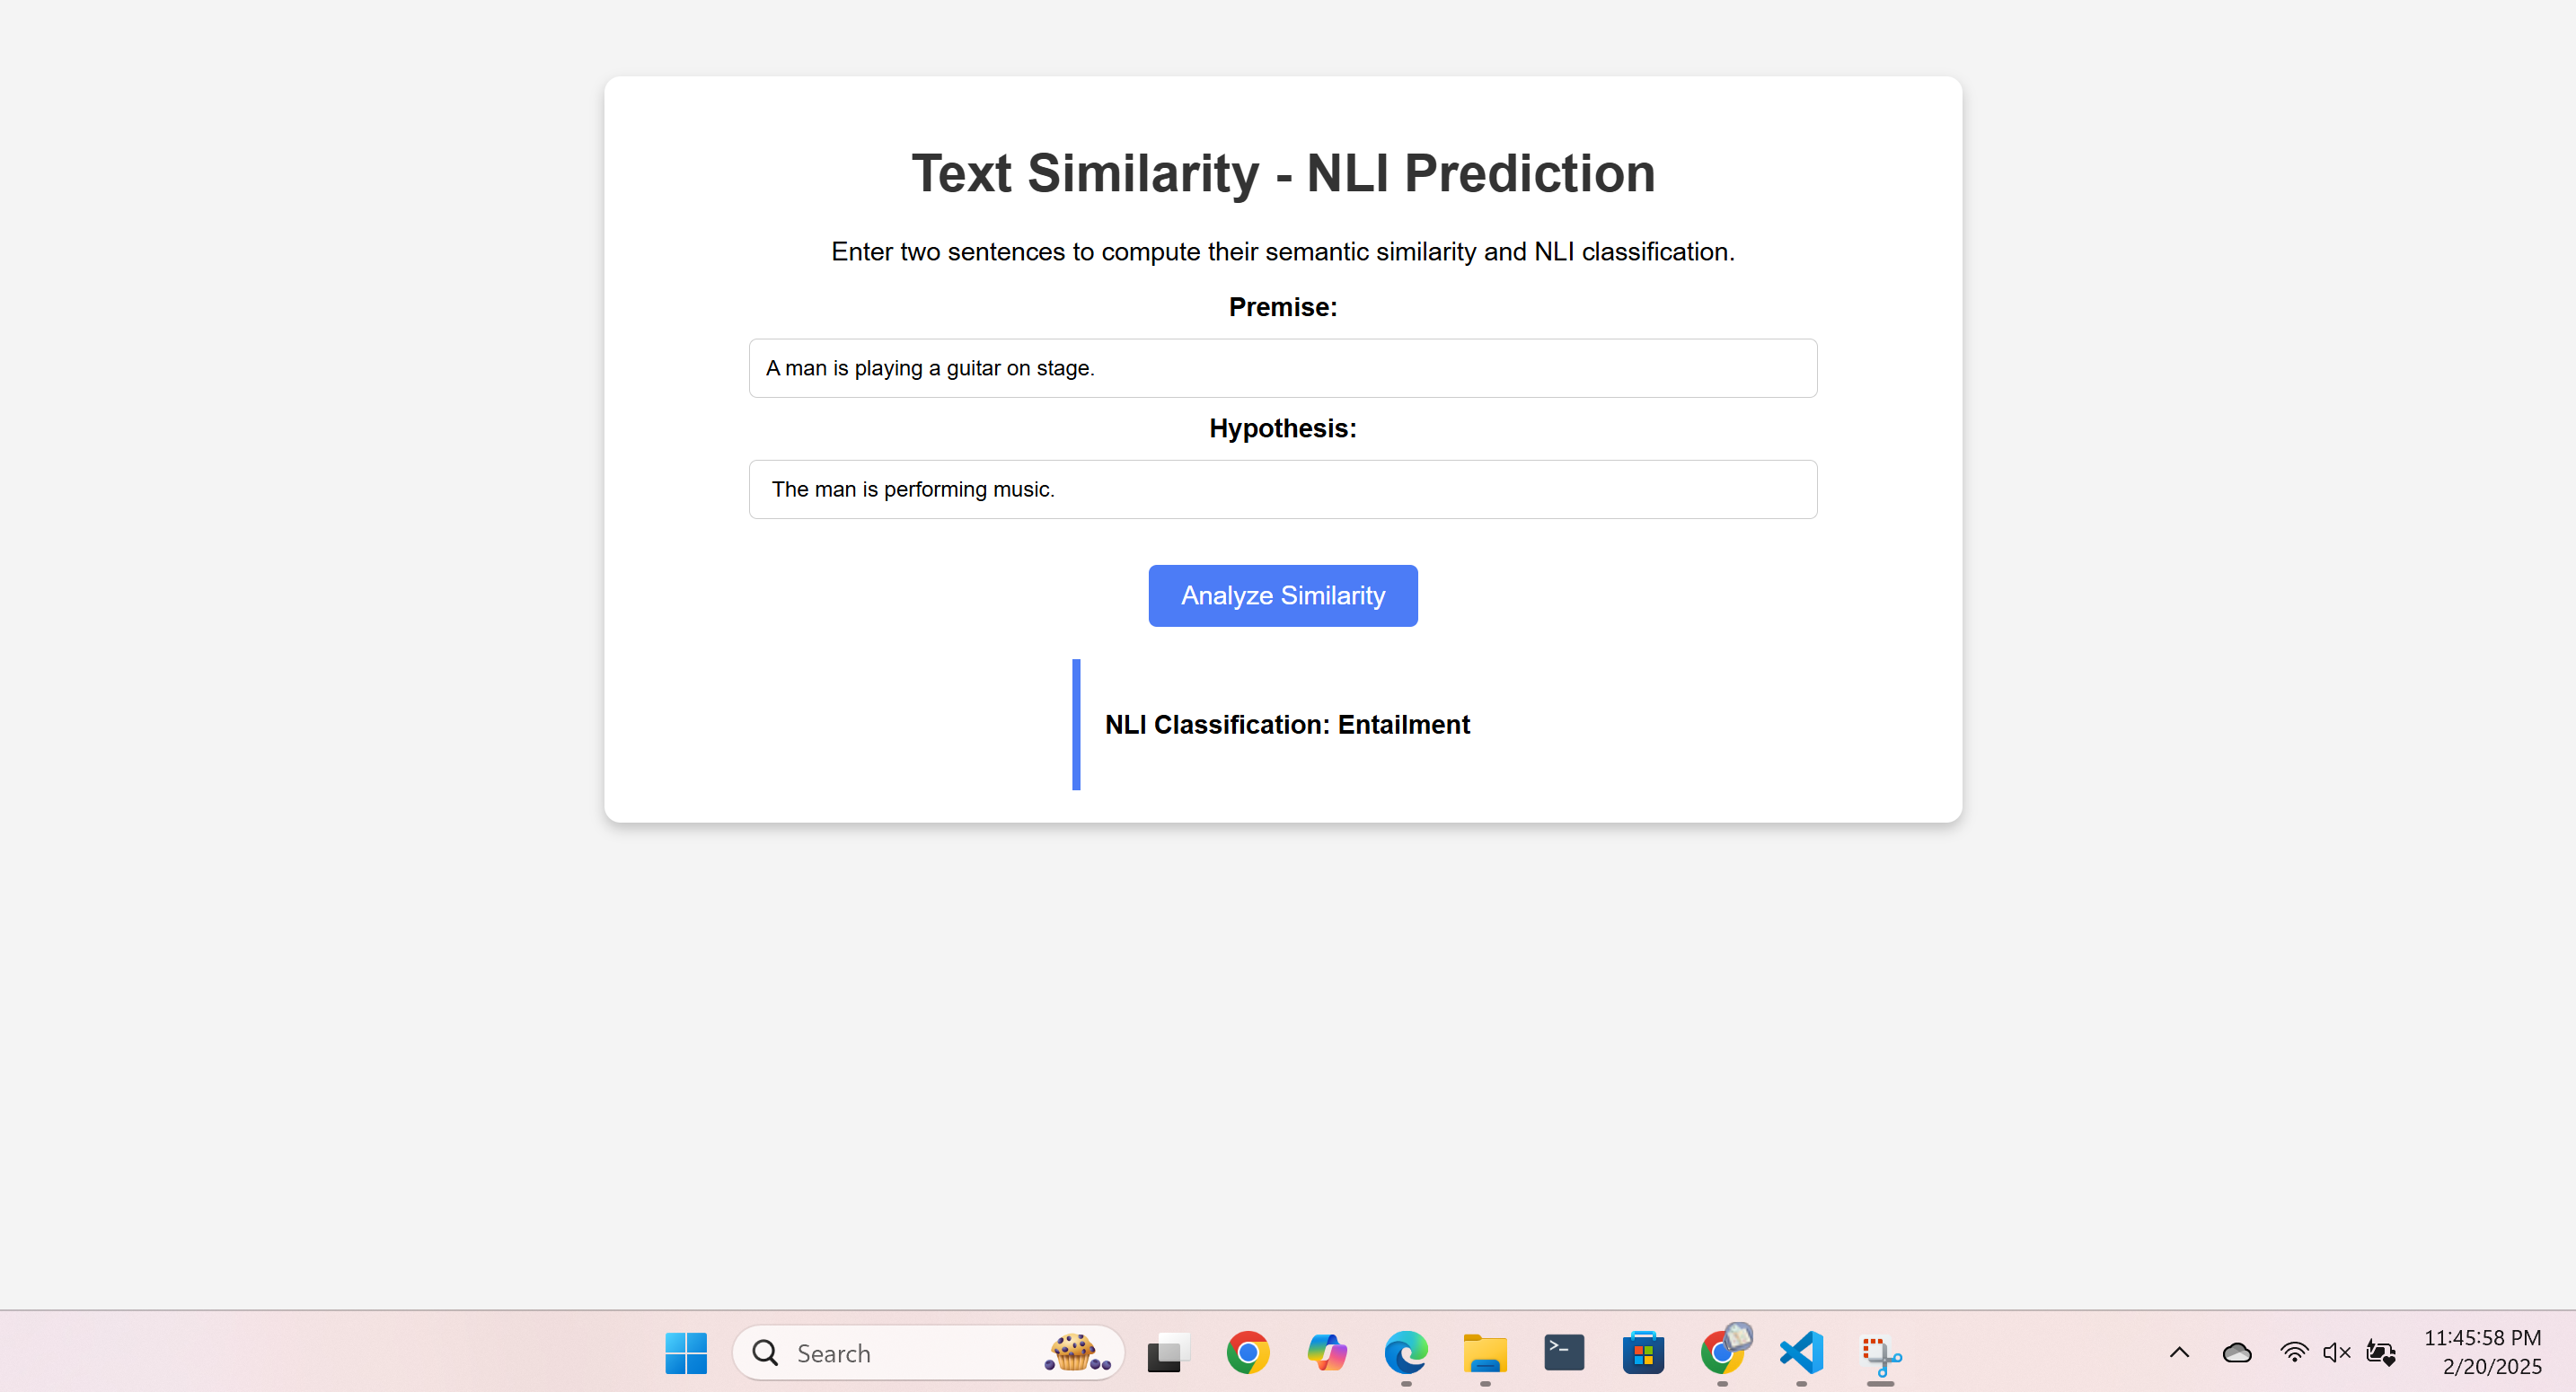 Text Similarity - NLI Prediction
Enter two sentences to compute their semantic similarity and NLI classification.
Premise:
A man is playing a guitar on stage.
Hypothesis:
The man is performing music.
Analyze Similarity
NLI Classification: Entailment
Search
11:45:58 PM
2/20/2025